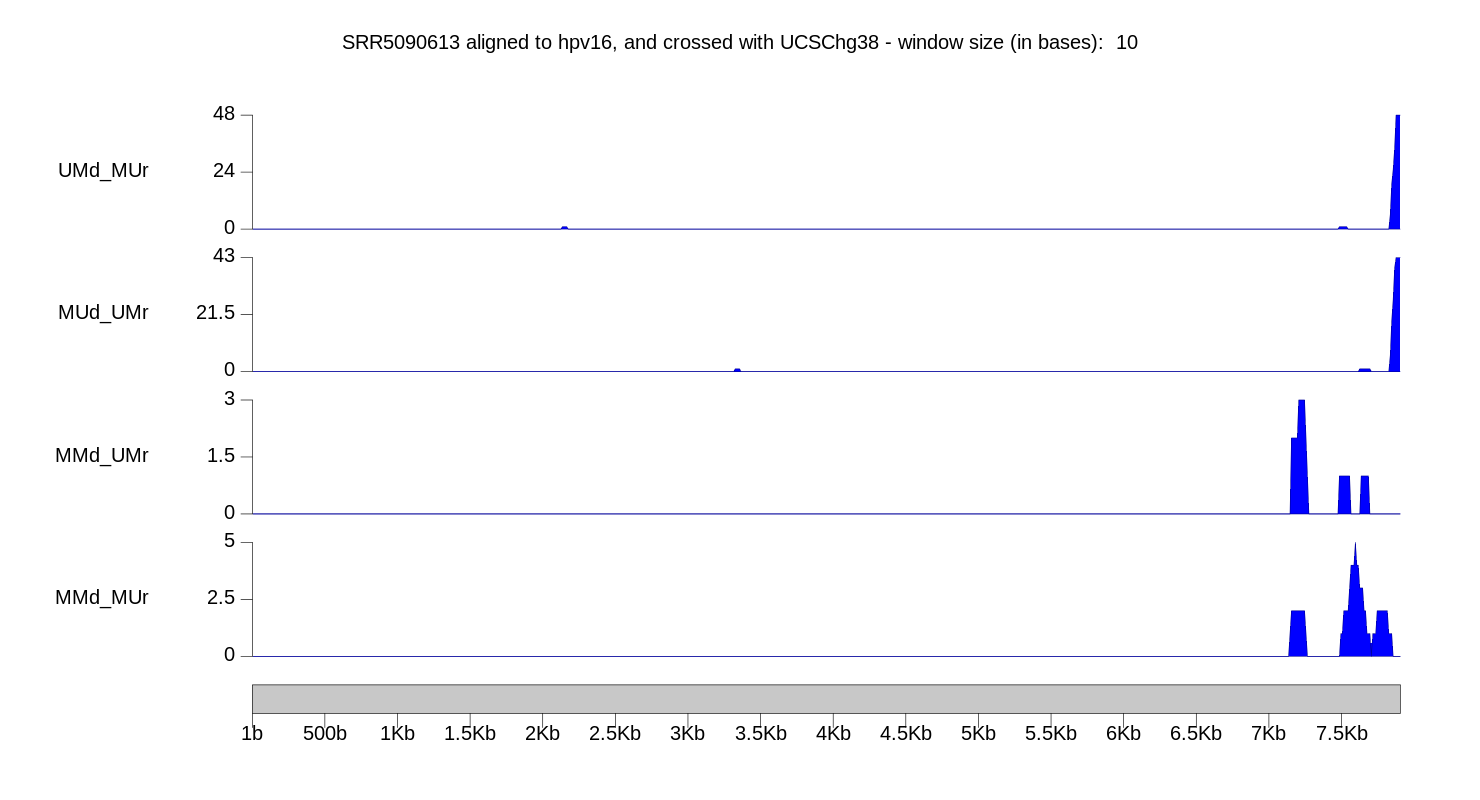 SRR5090613 aligned to hpv16, and crossed with UCSChg38 - window size (in bases):  10
48
UMd_MUr
24
0
43
MUd_UMr
21.5
0
3
MMd_UMr
1.5
0
5
MMd_MUr
2.5
0
1b 500b 1Kb 1.5Kb 2Kb 2.5Kb 3Kb 3.5Kb 4Kb 4.5Kb 5Kb 5.5Kb 6Kb 6.5Kb 7Kb 7.5Kb